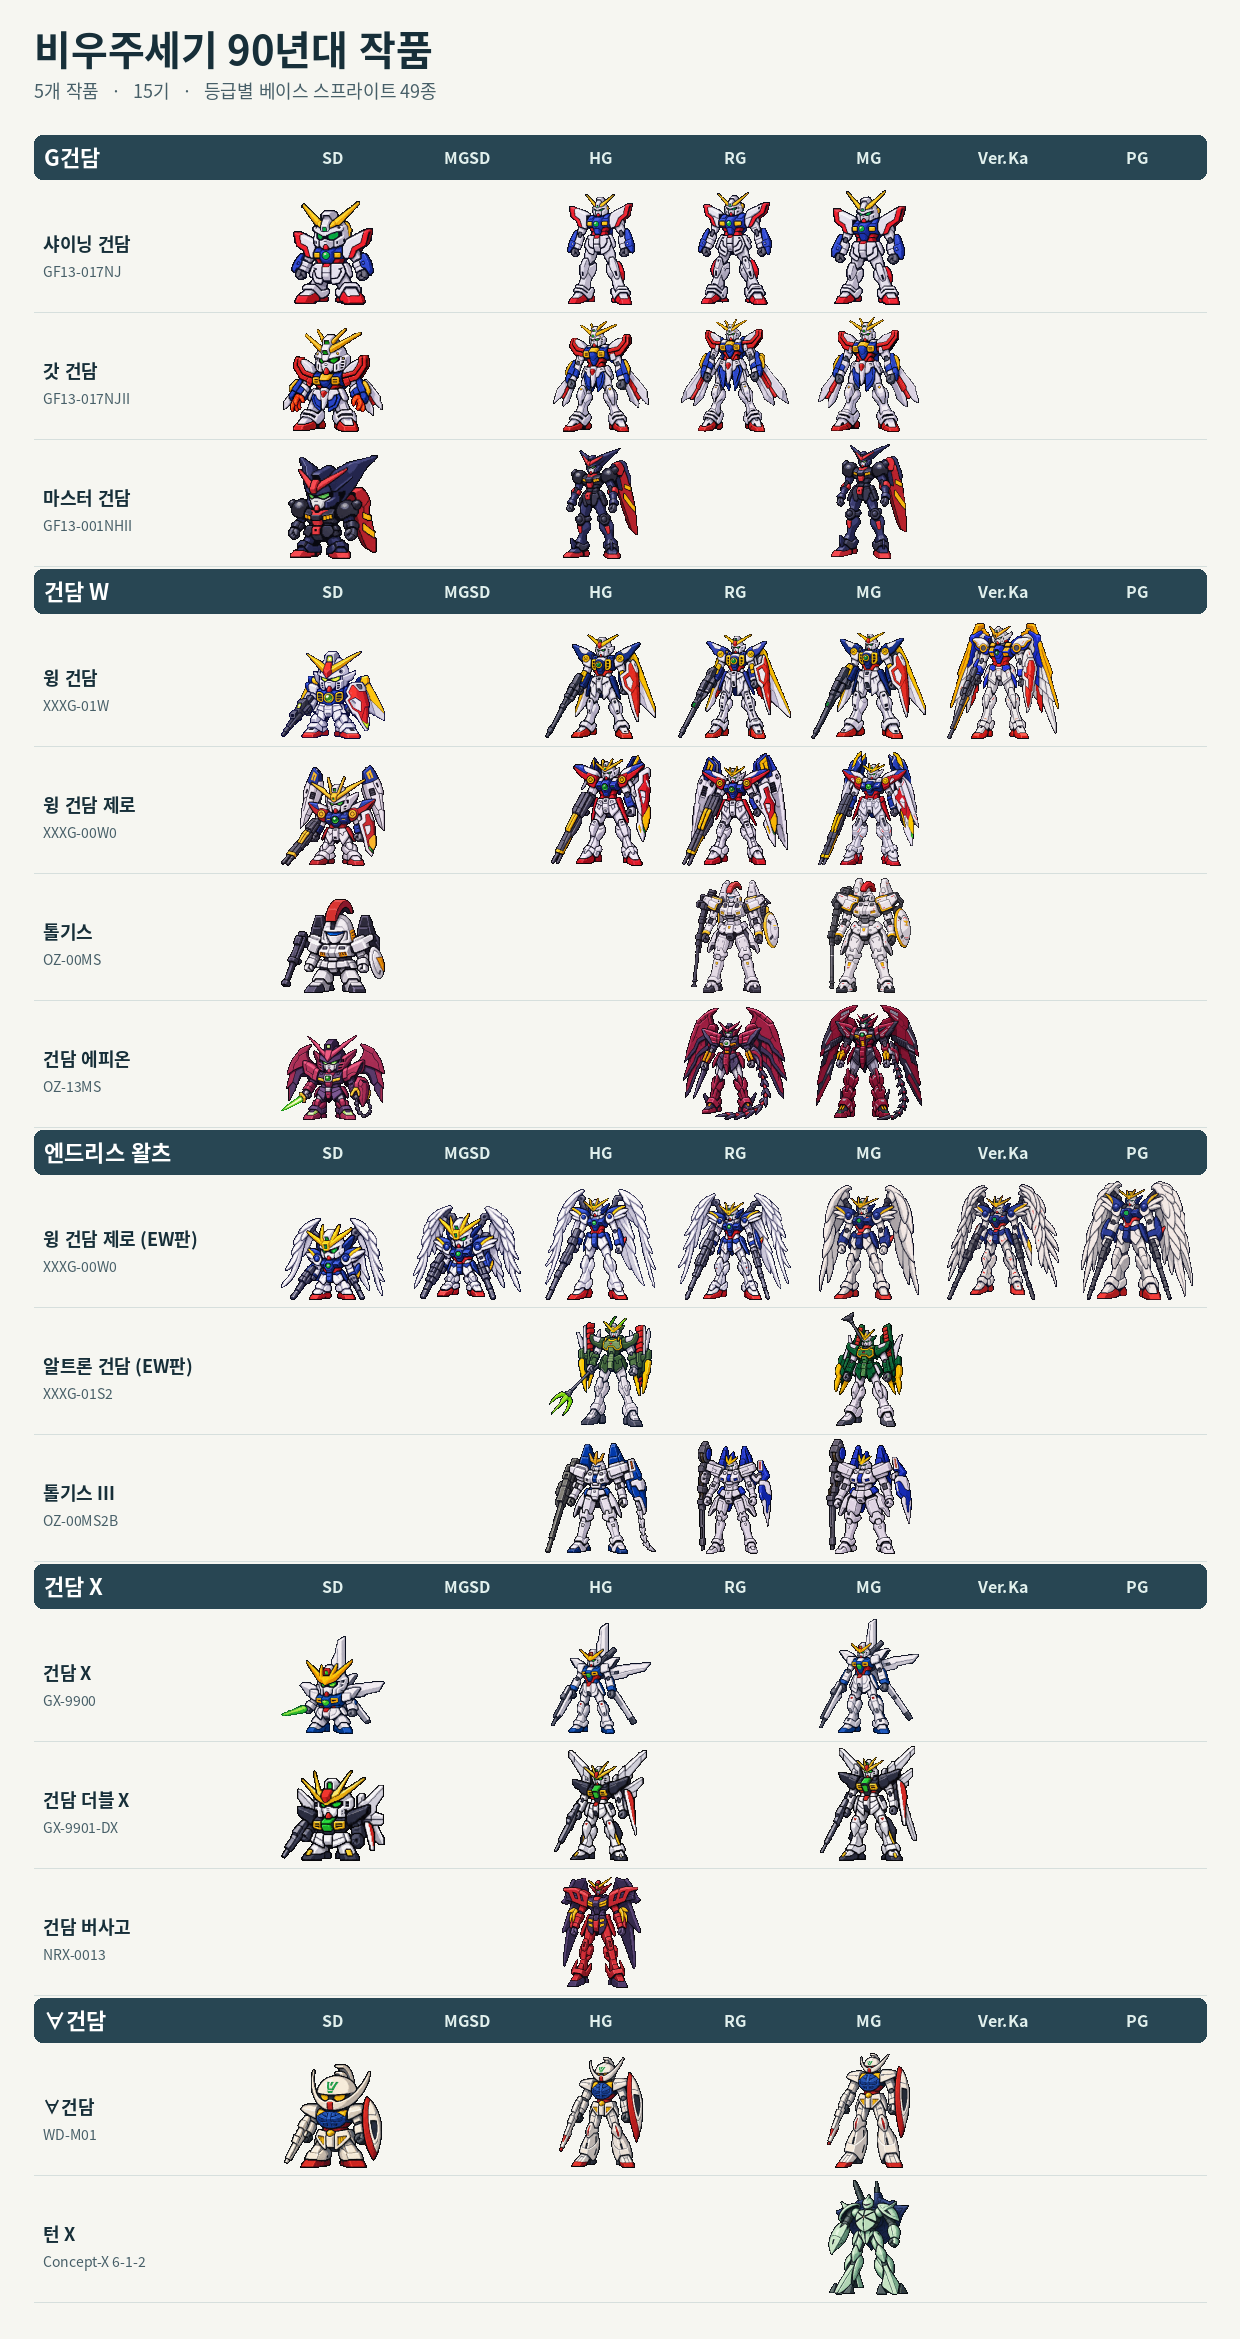 비우주세기 90년대 작품
5개 작품 · 15기 · 등급별 베이스 스프라이트 49종
G건담 SD MGSD HG RG MG Ver.Ka PG
샤이닝 건담
GF13-017NJ
갓 건담
GF13-017NJII
마스터 건담
GF13-001NHII
건담 W SD MGSD HG RG MG Ver.Ka PG
윙 건담
XXXG-01W
윙 건담 제로
XXXG-00W0
톨기스
OZ-00MS
건담 에피온
OZ-13MS
엔드리스 왈츠 SD MGSD HG RG MG Ver.Ka PG
윙 건담 제로 (EW판)
XXXG-00W0
알트론 건담 (EW판)
XXXG-01S2
톨기스 III
OZ-00MS2B
건담 X SD MGSD HG RG MG Ver.Ka PG
건담 X
GX-9900
건담 더블 X
GX-9901-DX
건담 버사고
NRX-0013
∀건담 SD MGSD HG RG MG Ver.Ka PG
∀건담
WD-M01
턴 X
Concept-X 6-1-2